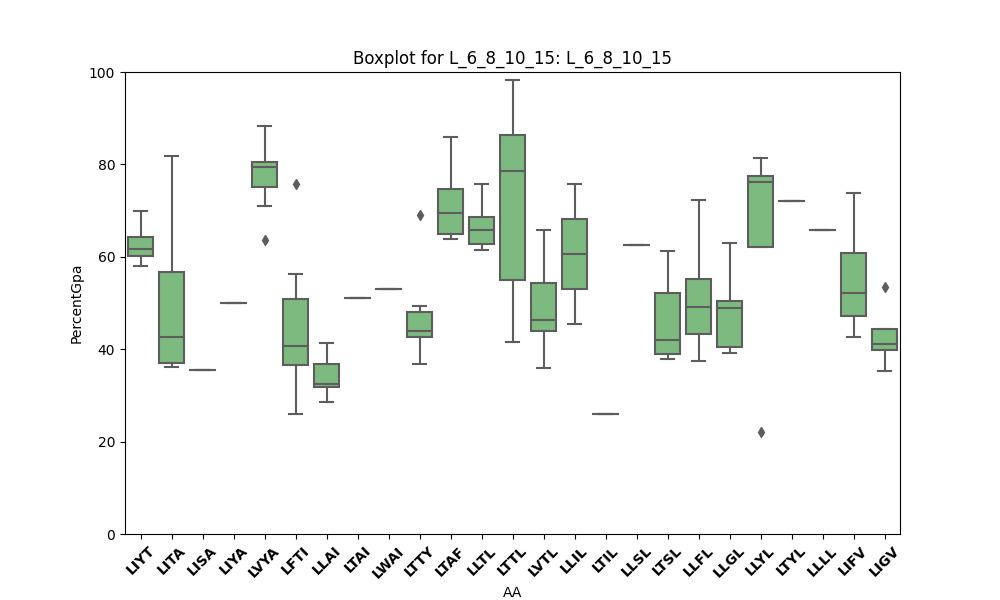 Boxplot for L_6_8_10_15: L_6_8_10_15
100
80
60
40
20
0
PercentGpa
LIYT LITA LISA LIYA LVYA LFTI LLAI LTAI LWAI LTTY LTAF LLTL LTTL LVTL LLIL LTIL LLSL LTSL LLFL LLGL LLYL LTYL LLLL LIFV LIGV
AA